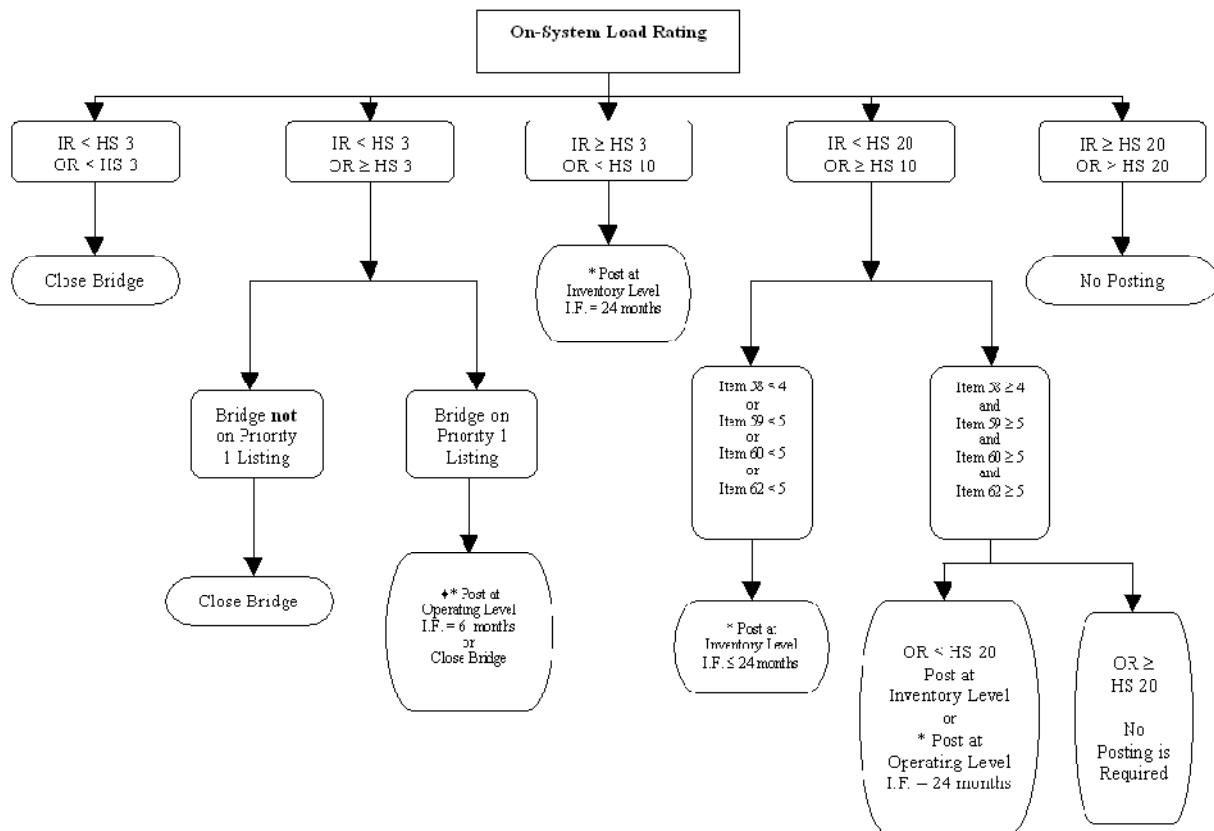 On-System Load Rating
IR < HS 3
OR < HS 3
IR < HS 3
OR ≥ HS 3
IR ≥ HS 3
OR < HS 10
IR < HS 20
OR ≥ HS 10
IR ≥ HS 20
OR > HS 20
Close Bridge
* Post at
Inventory Level
I.F. = 24 months
No Posting
Bridge not
on Priority
1 Listing
Bridge on
Priority 1
Listing
Item 58 < 4
or
Item 59 < 5
or
Item 60 < 5
or
Item 62 < 5
Item 58 ≥ 4
and
Item 59 ≥ 5
and
Item 60 ≥ 5
and
Item 62 ≥ 5
Close Bridge
♦* Post at
Operating Level
I.F. = 6 months
or
Close Bridge
* Post at
Inventory Level
I.F. ≤ 24 months
OR < HS 20
Post at
Inventory Level
or
* Post at
Operating Level
I.F. = 24 months
OR ≥
HS 20
No
Posting is
Required